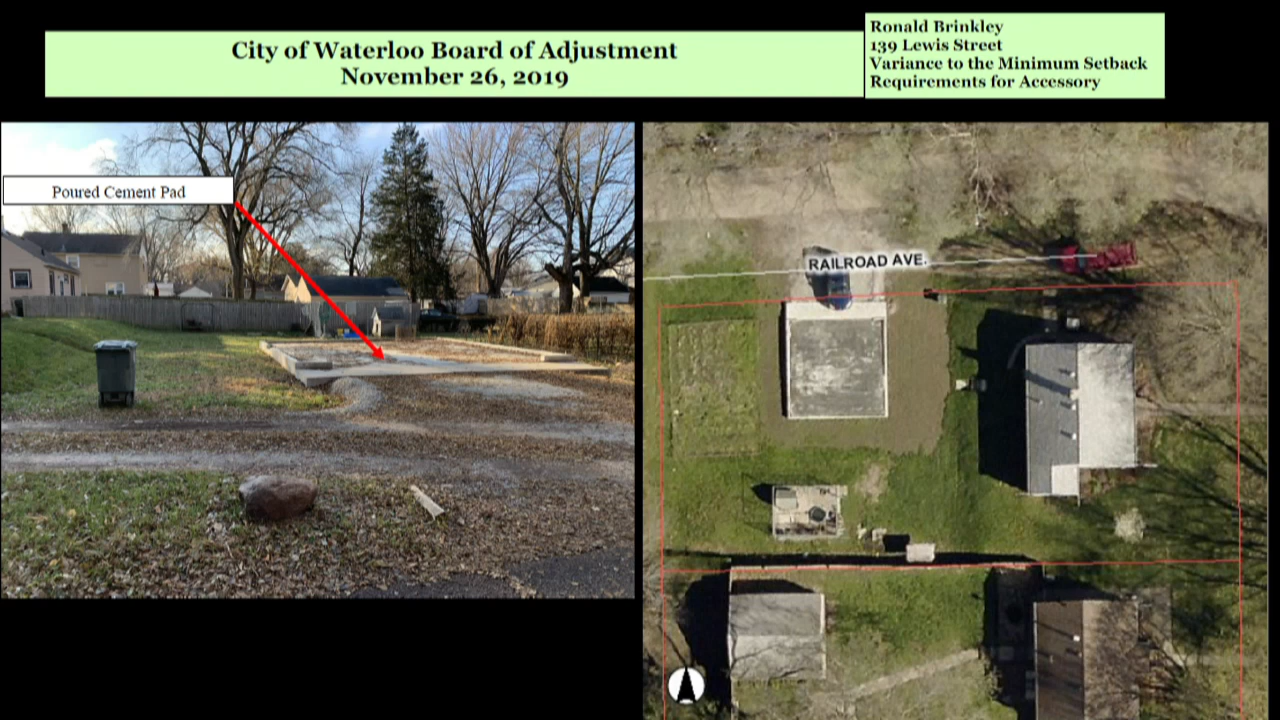 City of Waterloo Board of Adjustment
November 26, 2019
Ronald Brinkley
139 Lewis Street
Variance to the Minimum Setback
Requirements for Accessory
Poured Cement Pad
RAILROAD AVE.